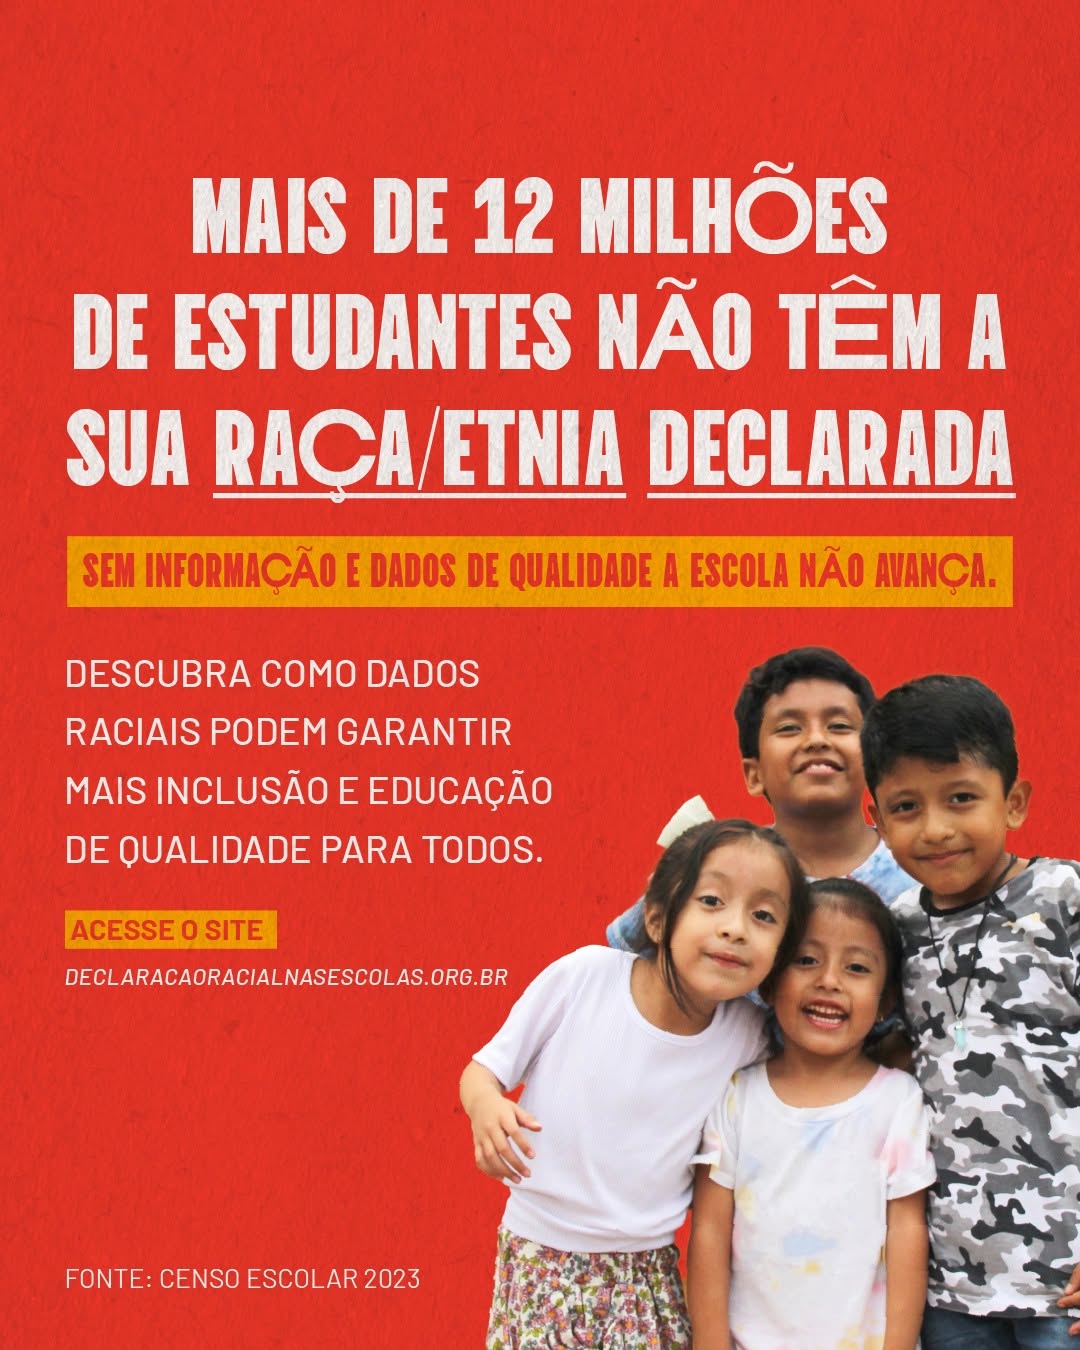 MAIS DE 12 MILHÕES
DE ESTUDANTES NÃO TÊM A
SUA RAÇA/ETNIA DECLARADA
SEM INFORMAÇÃO E DADOS DE QUALIDADE A ESCOLA NÃO AVANÇA.
DESCUBRA COMO DADOS
RACIAIS PODEM GARANTIR
MAIS INCLUSÃO E EDUCAÇÃO
DE QUALIDADE PARA TODOS.
ACESSE O SITE
DECLARACAORACIALNASESCOLAS.ORG.BR
FONTE: CENSO ESCOLAR 2023